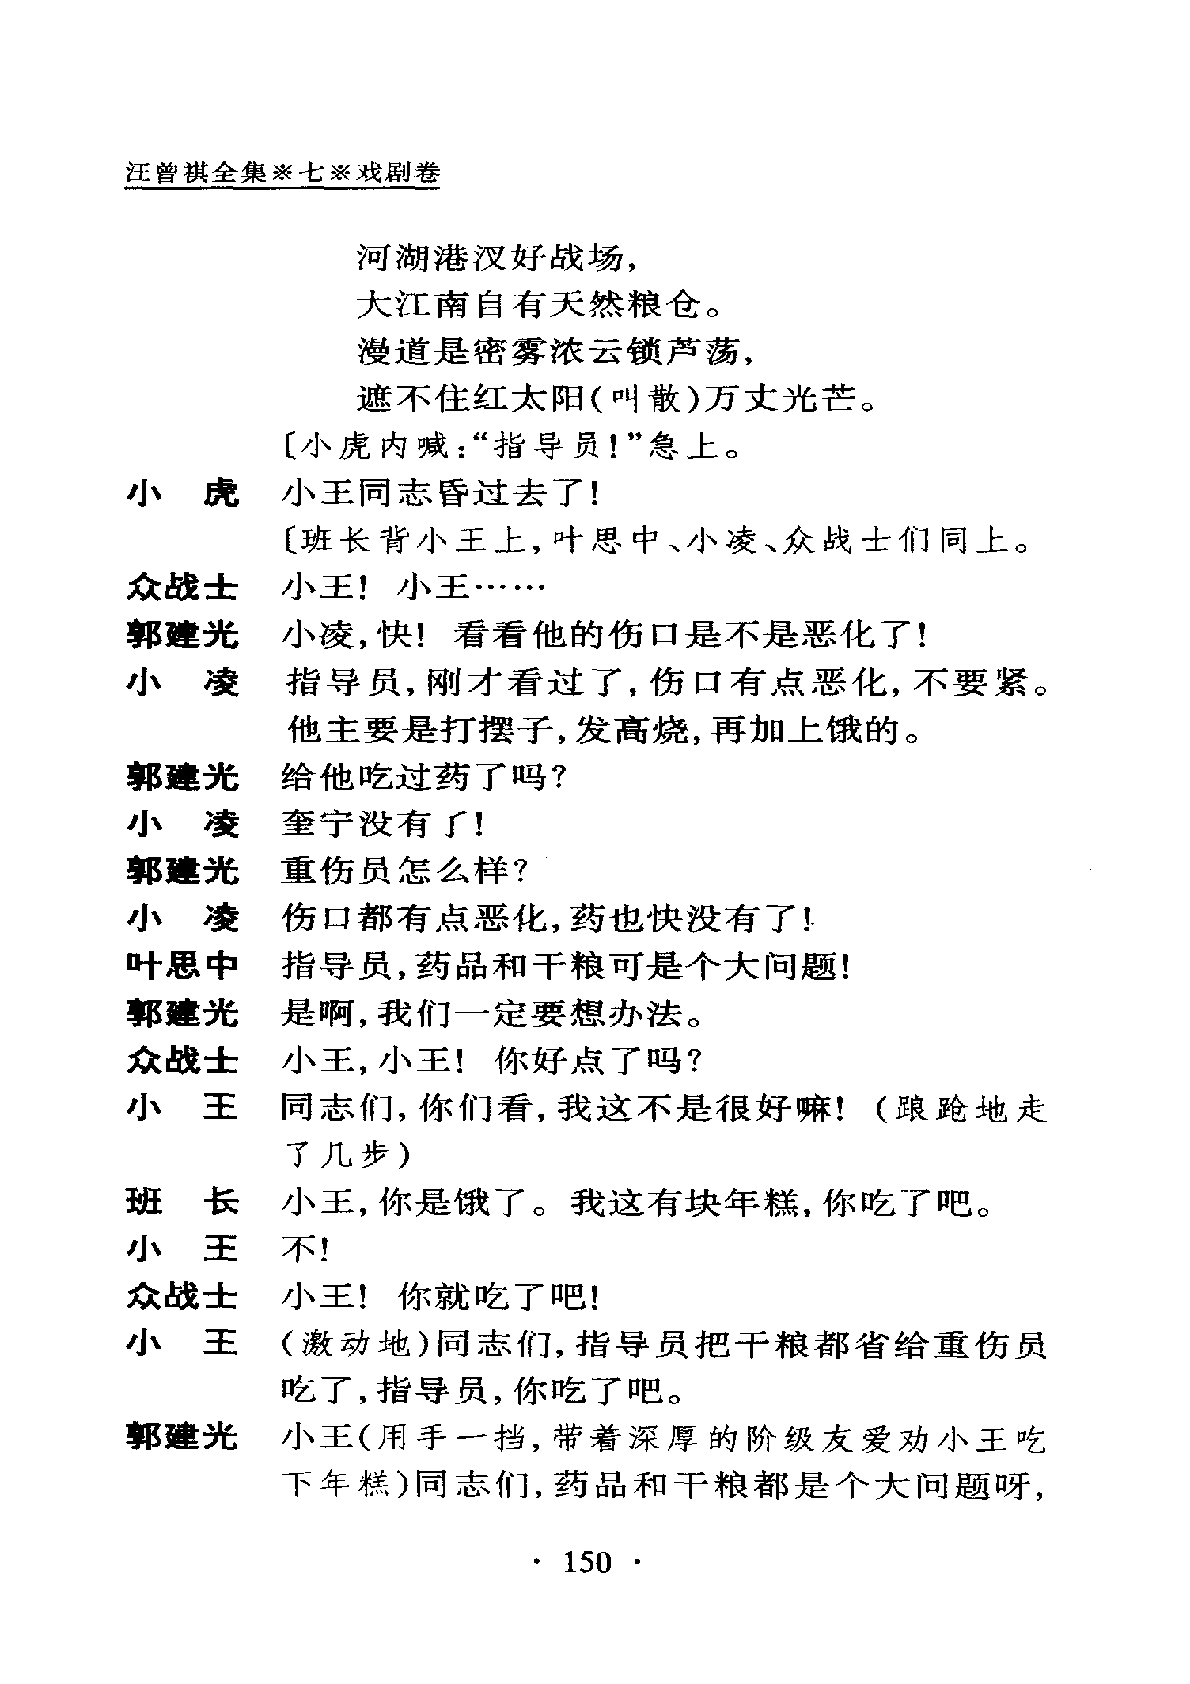 汪曾祺全集※七※戏剧卷
河湖港汊好战场，
大江南自有天然粮仓。
漫道是密雾浓云锁芦荡，
遮不住红太阳(叫散)万丈光芒。
〔小虎内喊：“指导员！”急上。
小　虎　小王同志昏过去了！
〔班长背小王上，叶思中、小凌、众战士们同上。
众战士　小王！　小王……
郭建光　小凌，快！　看看他的伤口是不是恶化了！
小　凌　指导员，刚才看过了，伤口有点恶化，不要紧。
他主要是打摆子，发高烧，再加上饿的。
郭建光　给他吃过药了吗？
小　凌　奎宁没有了！
郭建光　重伤员怎么样？
小　凌　伤口都有点恶化，药也快没有了！
叶思中　指导员，药品和干粮可是个大问题！
郭建光　是啊，我们一定要想办法。
众战士　小王，小王！　你好点了吗？
小　王　同志们，你们看，我这不是很好嘛！（踉跄地走
了几步）
班　长　小王，你是饿了。我这有块年糕，你吃了吧。
小　王　不！
众战士　小王！　你就吃了吧！
小　王　（激动地）同志们，指导员把干粮都省给重伤员
吃了，指导员，你吃了吧。
郭建光　小王（用手一挡，带着深厚的阶级友爱劝小王吃
下年糕）同志们，药品和干粮都是个大问题呀，
· 150 ·